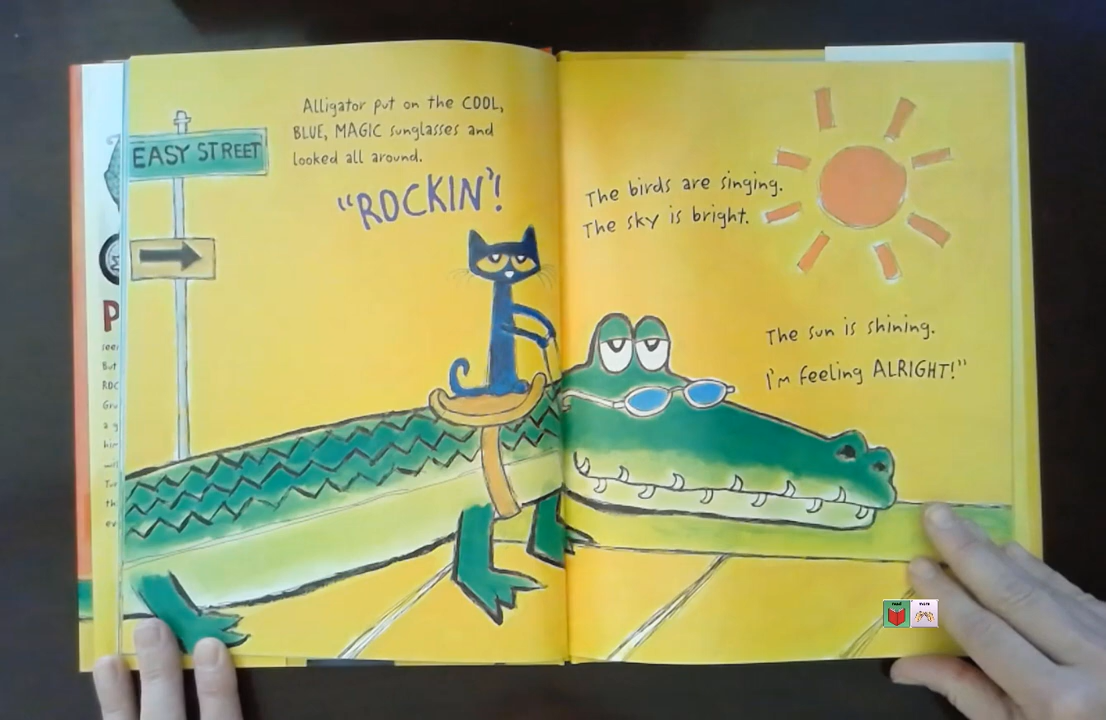 EASY STREET
Alligator put on the COOL,
BLUE, MAGIC sunglasses and
looked all around.
"ROCKIN'!
The birds are singing.
The sky is bright.
The sun is shining.
I'm feeling ALRIGHT!"
P
But
a g